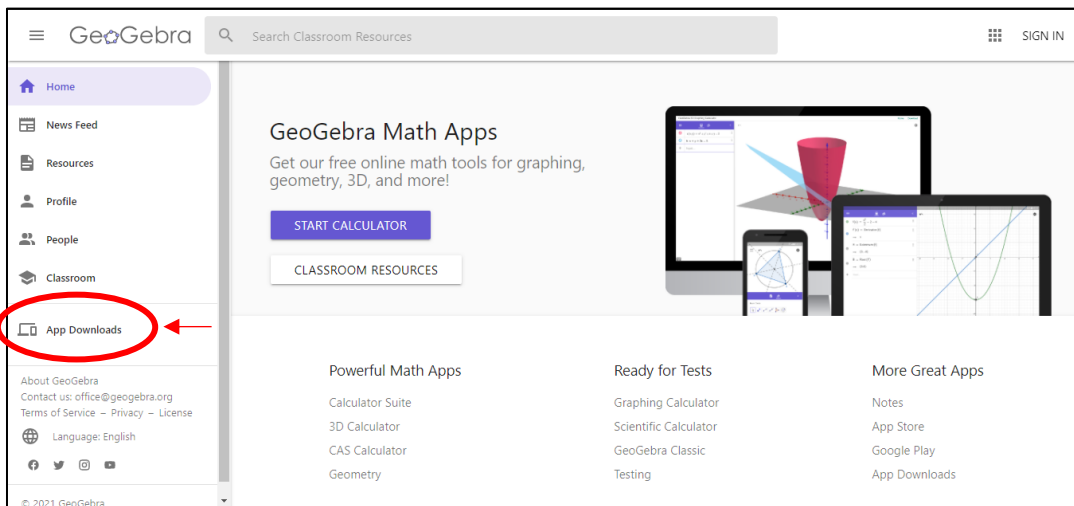 GeoGebra
Search Classroom Resources
SIGN IN
Home
News Feed
Resources
Profile
People
Classroom
App Downloads
About GeoGebra
Contact us: office@geogebra.org
Terms of Service – Privacy – License
Language: English
© 2021 GeoGebra
GeoGebra Math Apps
Get our free online math tools for graphing,
geometry, 3D, and more!
START CALCULATOR
CLASSROOM RESOURCES
Powerful Math Apps
Calculator Suite
3D Calculator
CAS Calculator
Geometry
Ready for Tests
Graphing Calculator
Scientific Calculator
GeoGebra Classic
Testing
More Great Apps
Notes
App Store
Google Play
App Downloads